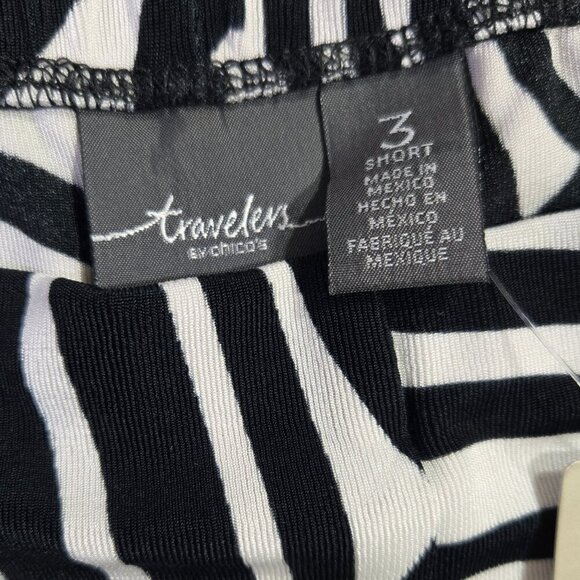 travelers
BY chico's
3
SHORT
MADE IN
MEXICO
HECHO EN
MÉXICO
FABRIQUÉ AU
MEXIQUE